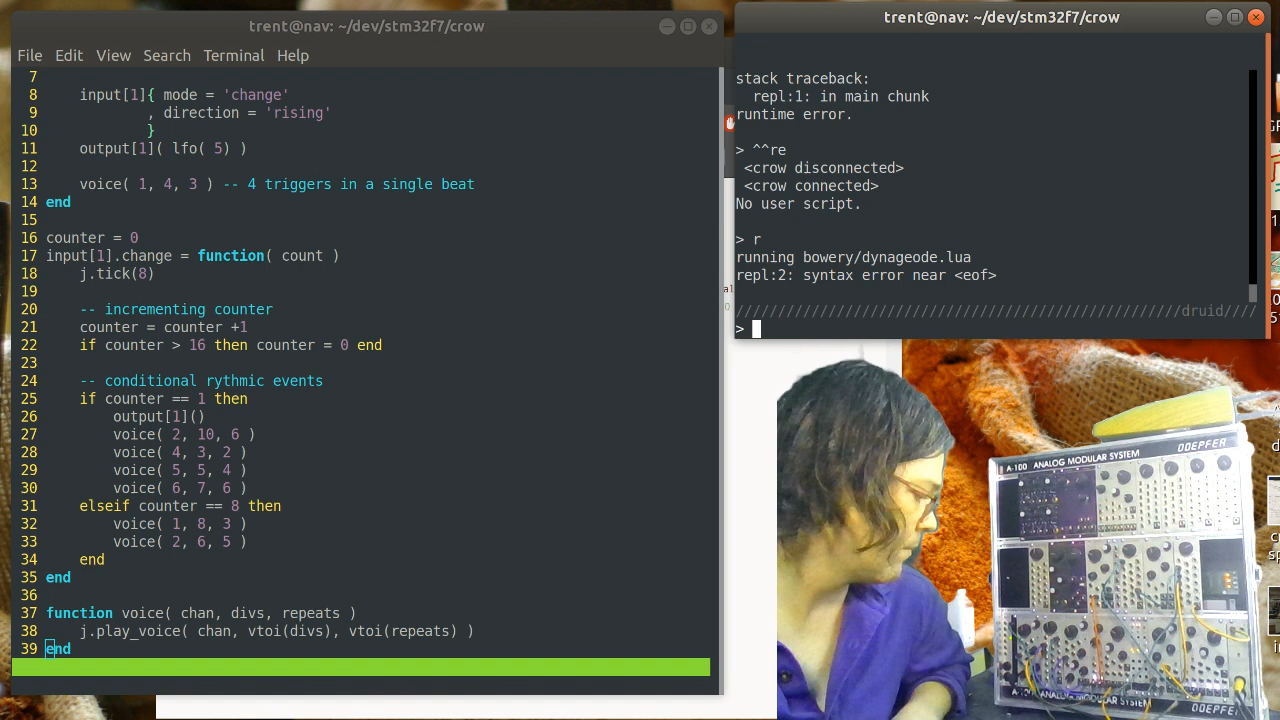 trent@nav: ~/dev/stm32f7/crow
File Edit View Search Terminal Help
7
8 input[1]{ mode = 'change'
9 , direction = 'rising'
10 }
11 output[1]( lfo( 5) )
12
13 voice( 1, 4, 3 ) -- 4 triggers in a single beat
14 end
15
16 counter = 0
17 input[1].change = function( count )
18 j.tick(8)
19
20 -- incrementing counter
21 counter = counter +1
22 if counter > 16 then counter = 0 end
23
24 -- conditional rythmic events
25 if counter == 1 then
26 output[1]()
27 voice( 2, 10, 6 )
28 voice( 4, 3, 2 )
29 voice( 5, 5, 4 )
30 voice( 6, 7, 6 )
31 elseif counter == 8 then
32 voice( 1, 8, 3 )
33 voice( 2, 6, 5 )
34 end
35 end
36
37 function voice( chan, divs, repeats )
38 j.play_voice( chan, vtoi(divs), vtoi(repeats) )
39 end
trent@nav: ~/dev/stm32f7/crow
stack traceback:
repl:1: in main chunk
runtime error.
> ^^re
<crow disconnected>
<crow connected>
No user script.
> r
running bowery/dynageode.lua
repl:2: syntax error near <eof>
/////////////////////////////////////////////////////druid////
>
A-100 ANALOG MODULAR SYSTEM DOEPFER
A-100 ANALOG MODULAR SYSTEM DOEPFER